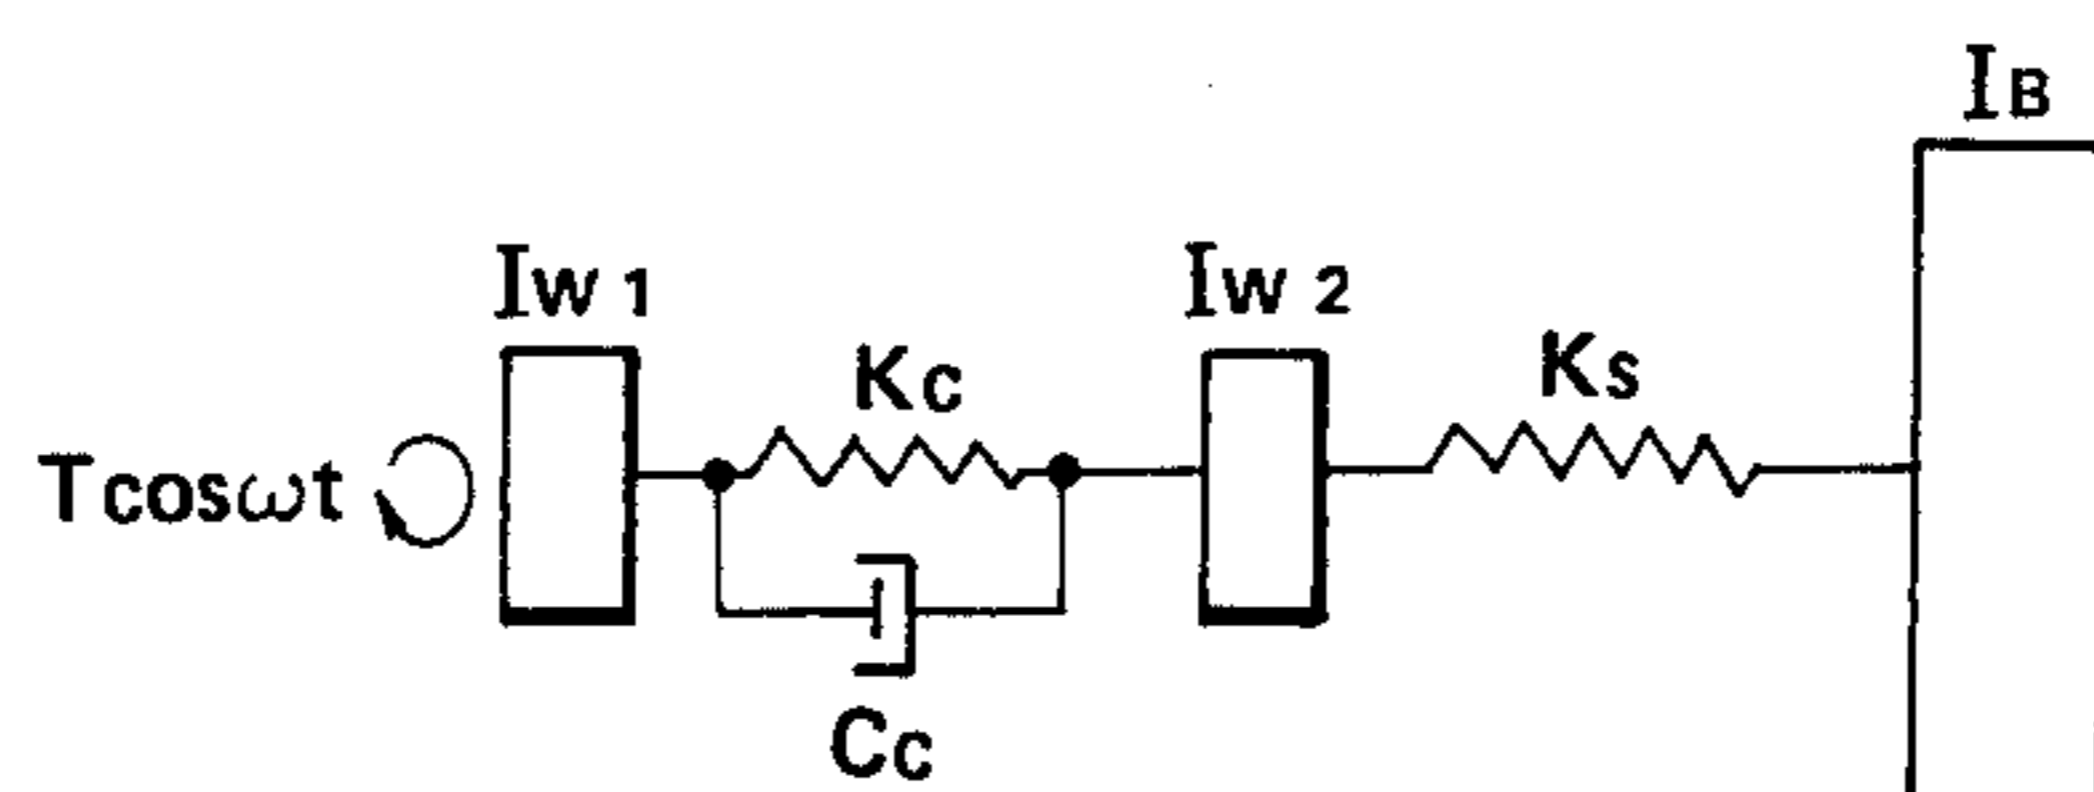 IB
Iw 1
Iw 2
Kc
Ks
Tcosωt
Cc